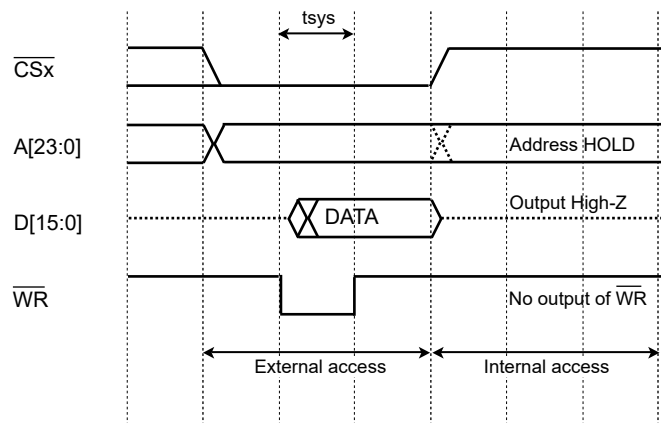 tsys
CSx
A[23:0]
Address HOLD
D[15:0]
DATA
Output High-Z
WR
No output of WR
External access
Internal access